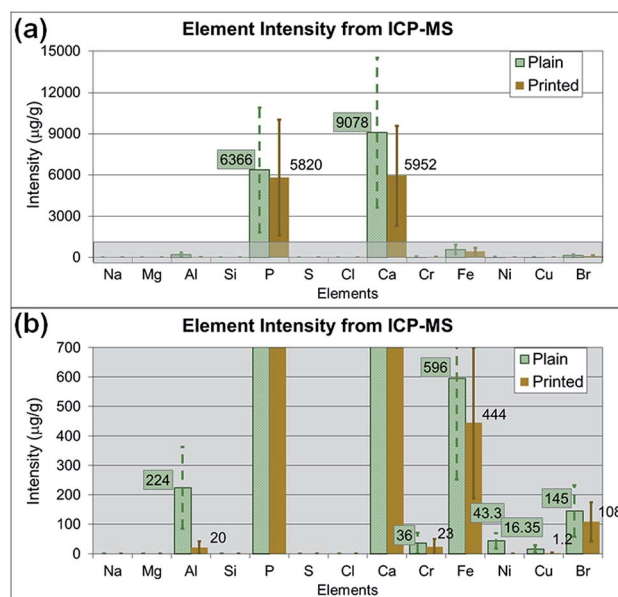 (a)
Element Intensity from ICP-MS
Plain
Printed
Intensity (µg/g)
15000
12000
9000
6000
3000
0
6366
5820
9078
5952
Na Mg Al Si P S Cl Ca Cr Fe Ni Cu Br
Elements
(b)
Element Intensity from ICP-MS
Plain
Printed
Intensity (µg/g)
700
600
500
400
300
200
100
0
224
20
36
23
596
444
43.3
16.35
1.2
145
108
Na Mg Al Si P S Cl Ca Cr Fe Ni Cu Br
Elements